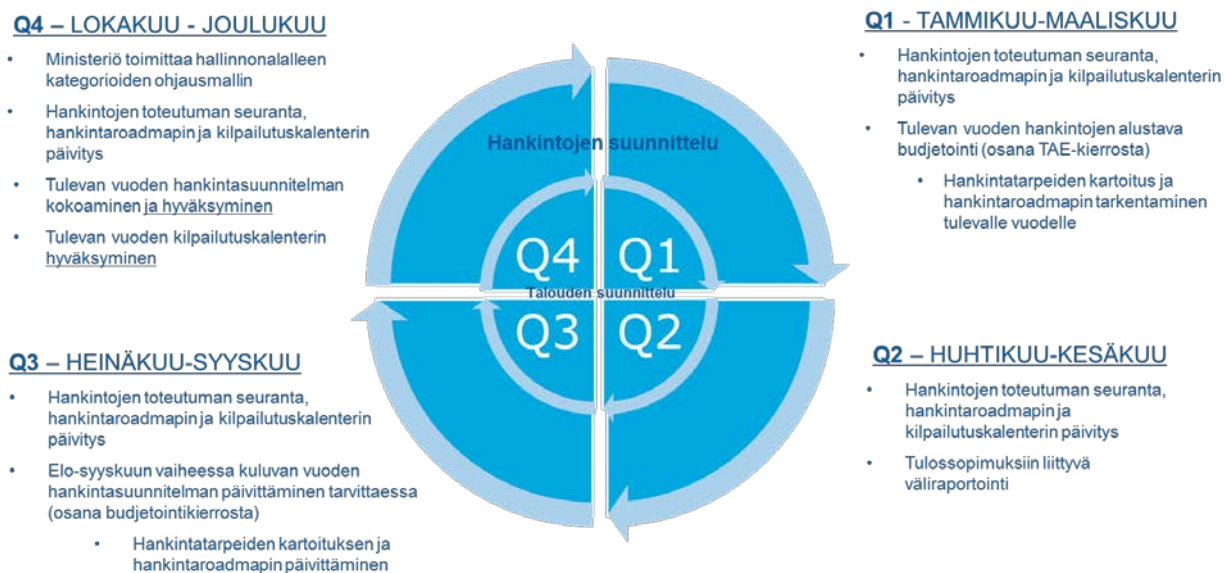 Q4 – LOKAKUU - JOULUKUU
• Ministeriö toimittaa hallinnonalalleen
kategorioiden ohjausmallin
• Hankintojen toteutuman seuranta,
hankintaroadmapin ja kilpailutuskalenterin
päivitys
• Tulevan vuoden hankintasuunnitelman
kokoaminen ja hyväksyminen
• Tulevan vuoden kilpailutuskalenterin
hyväksyminen
Q1 - TAMMIKUU-MAALISKUU
• Hankintojen toteutuman seuranta,
hankintaroadmapin ja kilpailutuskalenterin
päivitys
• Tulevan vuoden hankintojen alustava
budjetointi (osana TAE-kierrosta)
• Hankintatarpeiden kartoitus ja
hankintaroadmapin tarkentaminen
tulevalle vuodelle
Hankintojen suunnittelu
Q4 Q1
Talouden suunnittelu
Q3 Q2
Q3 – HEINÄKUU-SYYSKUU
• Hankintojen toteutuman seuranta,
hankintaroadmapin ja kilpailutuskalenterin
päivitys
• Elo-syyskuun vaiheessa kuluvan vuoden
hankintasuunnitelman päivittäminen tarvittaessa
(osana budjetointikierrosta)
• Hankintatarpeiden kartoituksen ja
hankintaroadmapin päivittäminen
Q2 – HUHTIKUU-KESÄKUU
• Hankintojen toteutuman seuranta,
hankintaroadmapin ja
kilpailutuskalenterin päivitys
• Tulossopimuksiin liittyvä
väliraportointi